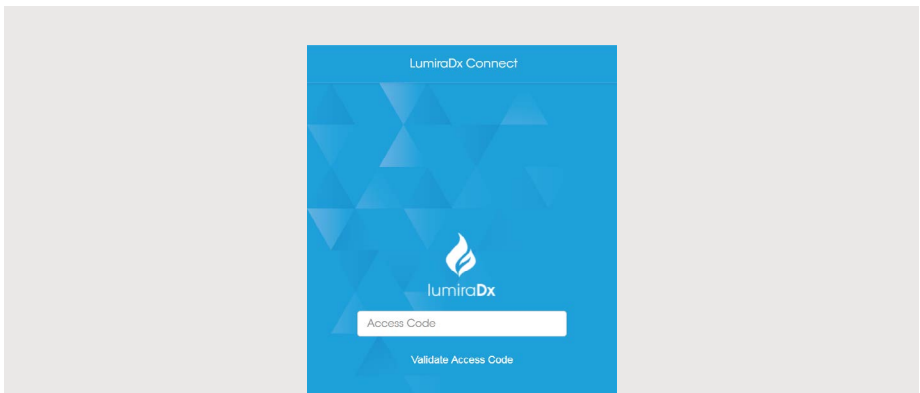 LumiraDx Connect
lumiraDx
Access Code
Validate Access Code